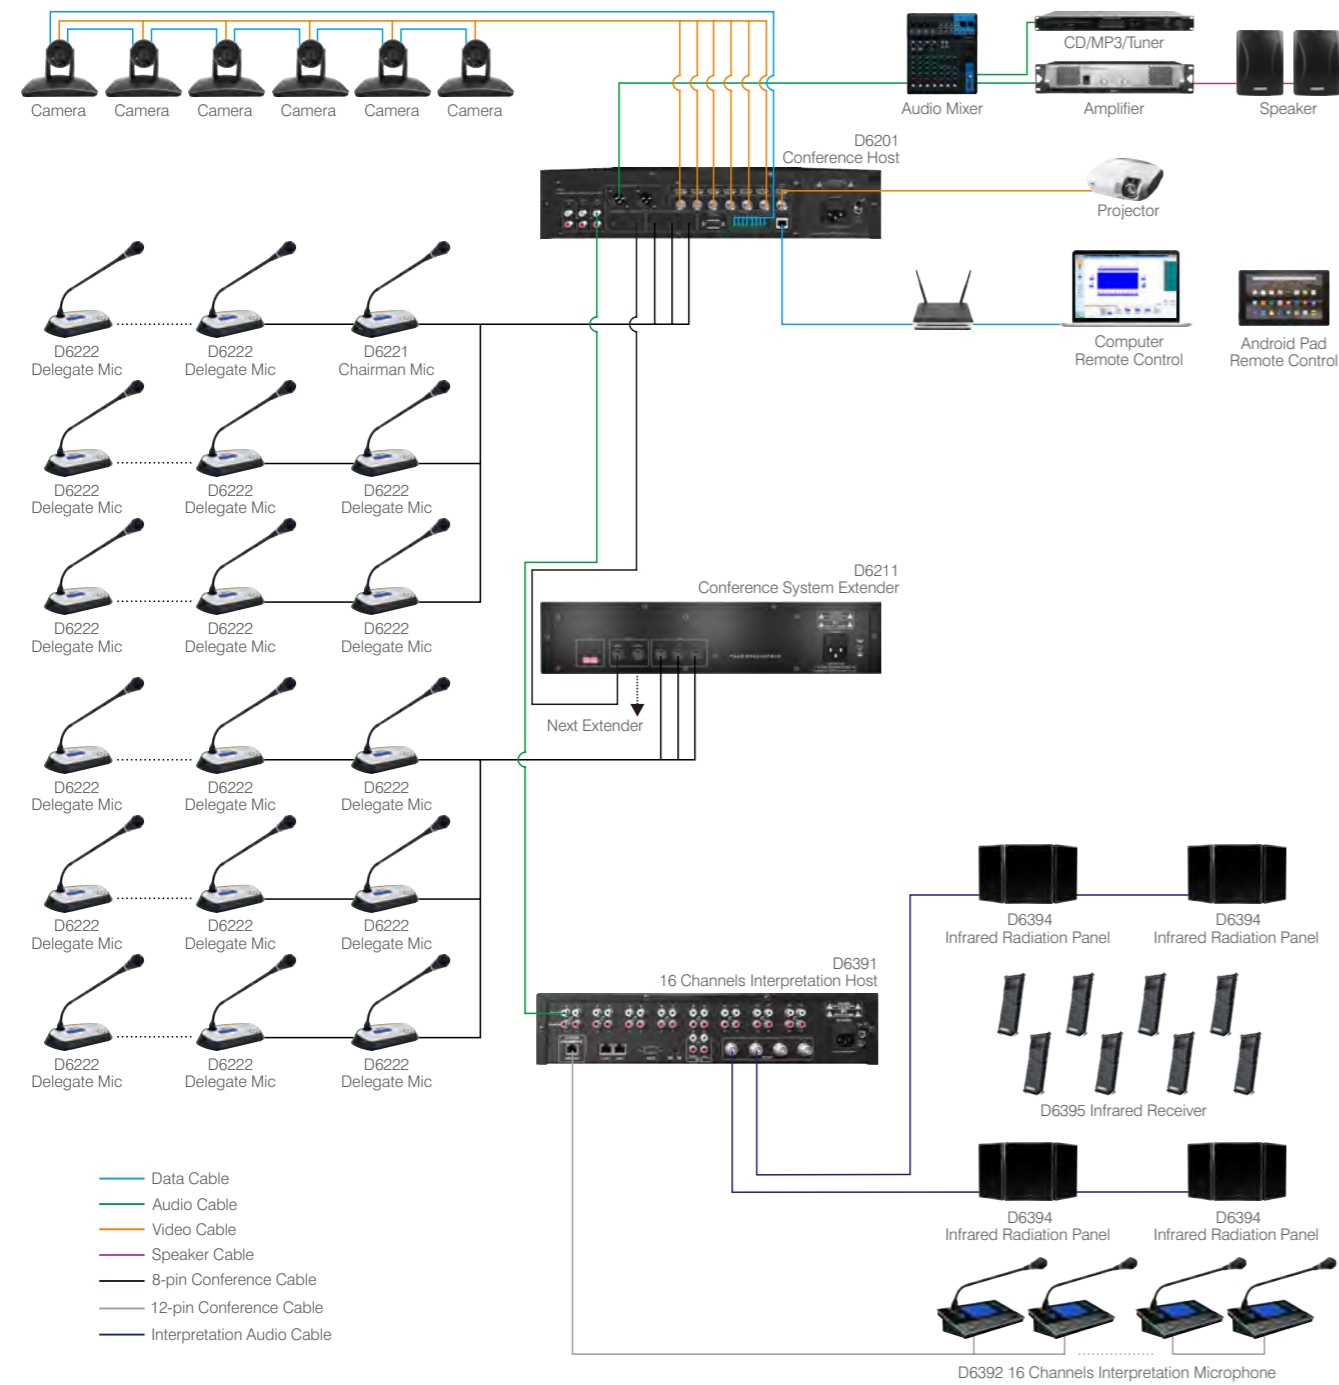 Camera Camera Camera Camera Camera Camera
Audio Mixer
CD/MP3/Tuner
Amplifier
Speaker
D6201
Conference Host
Projector
Computer
Remote Control
Android Pad
Remote Control
D6222 D6222 D6221
Delegate Mic Delegate Mic Chairman Mic
D6222 D6222 D6222
Delegate Mic Delegate Mic Delegate Mic
D6222 D6222 D6222
Delegate Mic Delegate Mic Delegate Mic
D6211
Conference System Extender
Next Extender
D6222 D6222 D6222
Delegate Mic Delegate Mic Delegate Mic
D6222 D6222 D6222
Delegate Mic Delegate Mic Delegate Mic
D6222 D6222 D6222
Delegate Mic Delegate Mic Delegate Mic
D6394 D6394
Infrared Radiation Panel Infrared Radiation Panel
D6391
16 Channels Interpretation Host
D6395 Infrared Receiver
D6394 D6394
Infrared Radiation Panel Infrared Radiation Panel
Data Cable
Audio Cable
Video Cable
Speaker Cable
8-pin Conference Cable
12-pin Conference Cable
Interpretation Audio Cable
D6392 16 Channels Interpretation Microphone